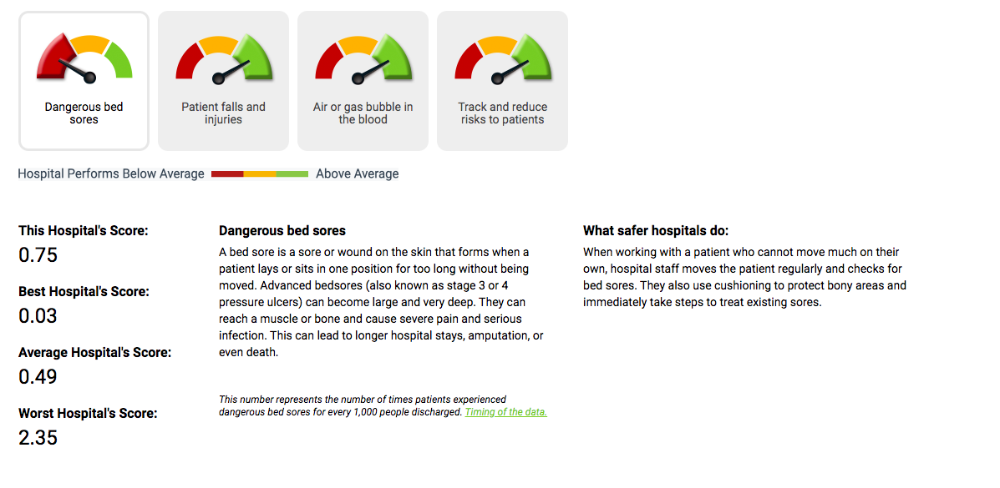 Dangerous bed
sores
Patient falls and
injuries
Air or gas bubble in
the blood
Track and reduce
risks to patients
Hospital Performs Below Average
Above Average
This Hospital's Score:
0.75
Best Hospital's Score:
0.03
Average Hospital's Score:
0.49
Worst Hospital's Score:
2.35
Dangerous bed sores
A bed sore is a sore or wound on the skin that forms when a
patient lays or sits in one position for too long without being
moved. Advanced bedsores (also known as stage 3 or 4
pressure ulcers) can become large and very deep. They can
reach a muscle or bone and cause severe pain and serious
infection. This can lead to longer hospital stays, amputation, or
even death.
This number represents the number of times patients experienced
dangerous bed sores for every 1,000 people discharged. Timing of the data.
What safer hospitals do:
When working with a patient who cannot move much on their
own, hospital staff moves the patient regularly and checks for
bed sores. They also use cushioning to protect bony areas and
immediately take steps to treat existing sores.